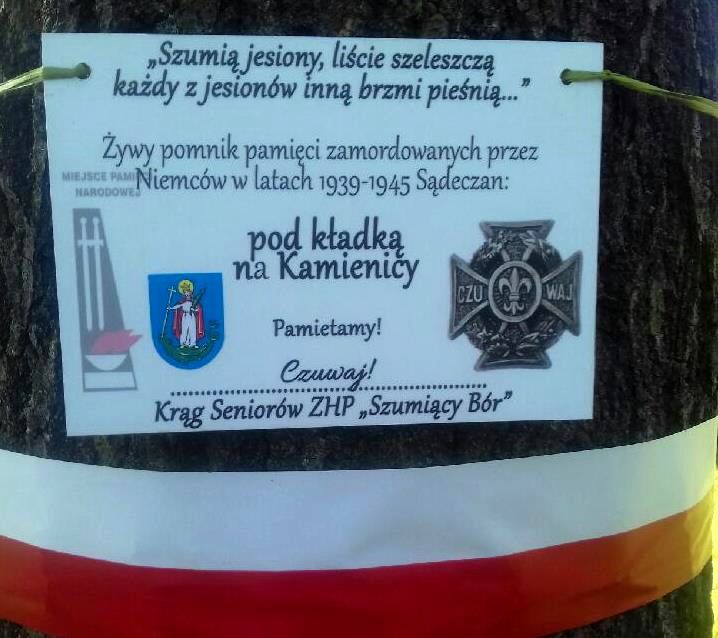 „Szumią jesiony, liście szeleszczą
każdy z jesionów inną brzmi pieśnią...”
Żywy pomnik pamięci zamordowanych przez
Niemców w latach 1939-1945 Sądeczan:
MIEJSCE PAMI
NARODOWEJ
pod kładką
na Kamienicy
CZU WAJ
Pamietamy!
Czuwaj!
Krąg Seniorów ZHP „Szumiący Bór”